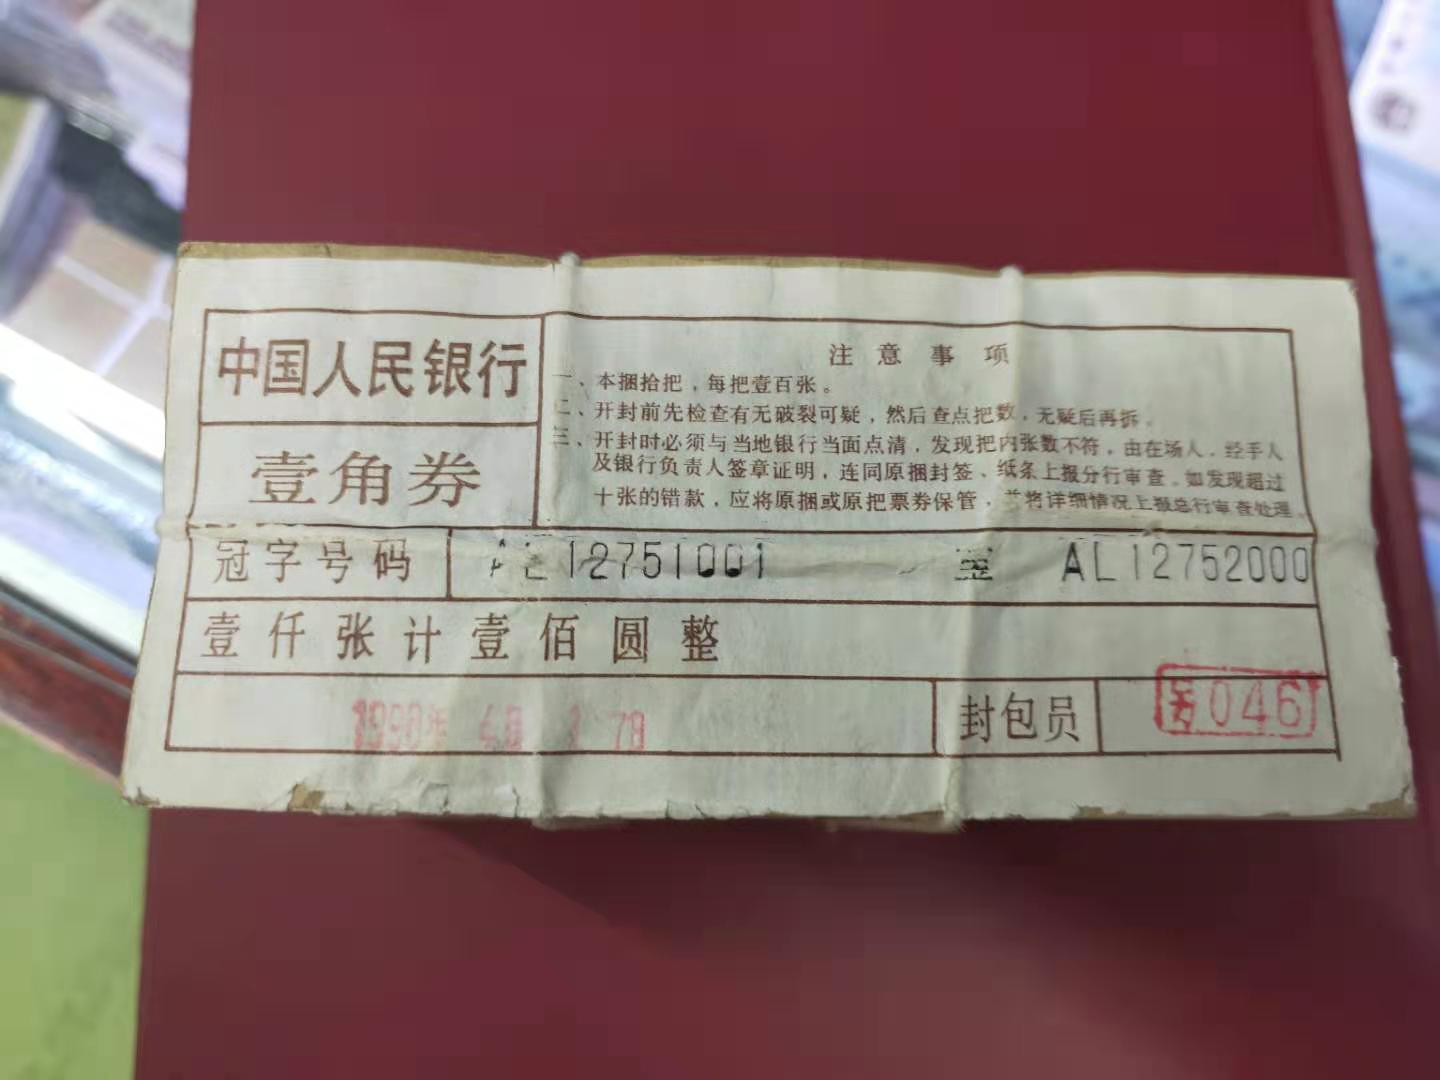 中国人民银行
壹角券
注意事项
一、本捆拾把，每把壹百张。
二、开封前先检查有无破裂可疑，然后查点把数，无疑后再拆。
三、开封时必须与当地银行当面点清，发现把内张数不符，由在场人、经手人
及银行负责人签章证明，连同原捆封签、纸条上报分行审查。如发现超过
十张的错款，应将原捆或原把票券保管，并将详细情况上报总行审查处理。
冠字号码 AL12751001 至 AL12752000
壹仟张计壹佰圆整
封包员 号046